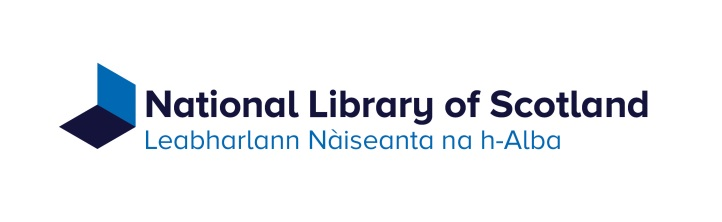 National Library of Scotland
Leabharlann Nàiseanta na h-Alba